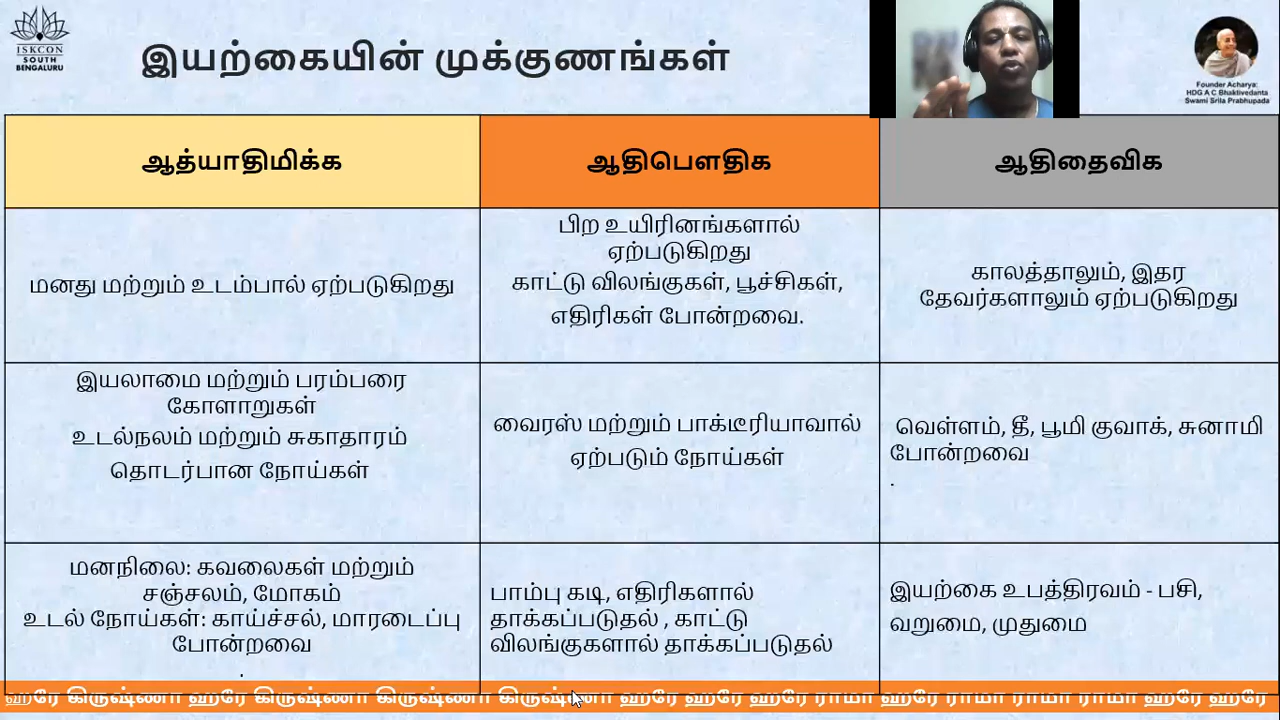 ISKCON
SOUTH
BENGALURU
இயற்கையின் முக்குணங்கள்
Founder Acharya:
HDG A C Bhaktivedanta
Swami Srila Prabhupada
ஆத்யாதிமிக்க
ஆதிபௌதிக
ஆதிதைவிக
மனது மற்றும் உடம்பால் ஏற்படுகிறது
பிற உயிரினங்களால்
ஏற்படுகிறது
காட்டு விலங்குகள், பூச்சிகள்,
எதிரிகள் போன்றவை.
காலத்தாலும், இதர
தேவர்களாலும் ஏற்படுகிறது
இயலாமை மற்றும் பரம்பரை
கோளாறுகள்
உடல்நலம் மற்றும் சுகாதாரம்
தொடர்பான நோய்கள்
வைரஸ் மற்றும் பாக்டீரியாவால்
ஏற்படும் நோய்கள்
வெள்ளம், தீ, பூமி குவாக், சுனாமி
போன்றவை
.
மனநிலை: கவலைகள் மற்றும்
சஞ்சலம், மோகம்
உடல் நோய்கள்: காய்ச்சல், மாரடைப்பு
போன்றவை
.
பாம்பு கடி, எதிரிகளால்
தாக்கப்படுதல் , காட்டு
விலங்குகளால் தாக்கப்படுதல்
இயற்கை உபத்திரவம் - பசி,
வறுமை, முதுமை
ஹரே கிருஷ்ணா ஹரே கிருஷ்ணா கிருஷ்ணா கிருஷ்ணா ஹரே ஹரே ஹரே ராமா ஹரே ராமா ராமா ராமா ஹரே ஹரே